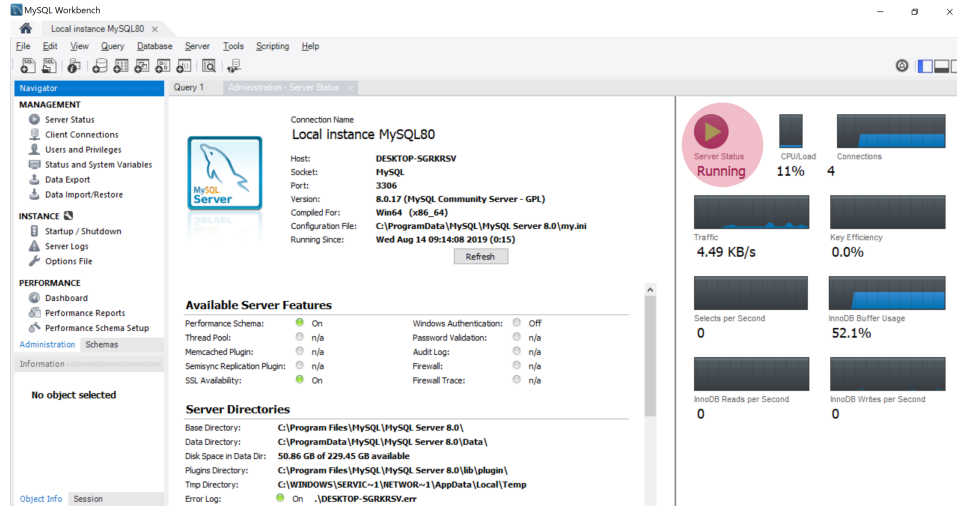 MySQL Workbench
Local instance MySQL80
File Edit View Query Database Server Tools Scripting Help
Navigator
MANAGEMENT
Server Status
Client Connections
Users and Privileges
Status and System Variables
Data Export
Data Import/Restore
INSTANCE
Startup / Shutdown
Server Logs
Options File
PERFORMANCE
Dashboard
Performance Reports
Performance Schema Setup
Administration Schemas
Information
No object selected
Object Info Session
Query 1 Administration - Server Status
MySQL
Server
Connection Name
Local instance MySQL80
Host: DESKTOP-SGRKRSV
Socket: MySQL
Port: 3306
Version: 8.0.17 (MySQL Community Server - GPL)
Compiled For: Win64 (x86_64)
Configuration File: C:\ProgramData\MySQL\MySQL Server 8.0\my.ini
Running Since: Wed Aug 14 09:14:08 2019 (0:15)
Refresh
Available Server Features
Performance Schema: On Windows Authentication: Off
Thread Pool: n/a Password Validation: n/a
Memcached Plugin: n/a Audit Log: n/a
Semisync Replication Plugin: n/a Firewall: n/a
SSL Availability: On Firewall Trace: n/a
Server Directories
Base Directory: C:\Program Files\MySQL\MySQL Server 8.0\
Data Directory: C:\ProgramData\MySQL\MySQL Server 8.0\Data\
Disk Space in Data Dir: 50.86 GB of 229.45 GB available
Plugins Directory: C:\Program Files\MySQL\MySQL Server 8.0\lib\plugin\
Tmp Directory: C:\WINDOWS\SERVIC~1\NETWOR~1\AppData\Local\Temp
Error Log: On .\DESKTOP-SGRKRSV.err
Server Status CPU/Load Connections
Running 11% 4
Traffic Key Efficiency
4.49 KB/s 0.0%
Selects per Second InnoDB Buffer Usage
0 52.1%
InnoDB Reads per Second InnoDB Writes per Second
0 0